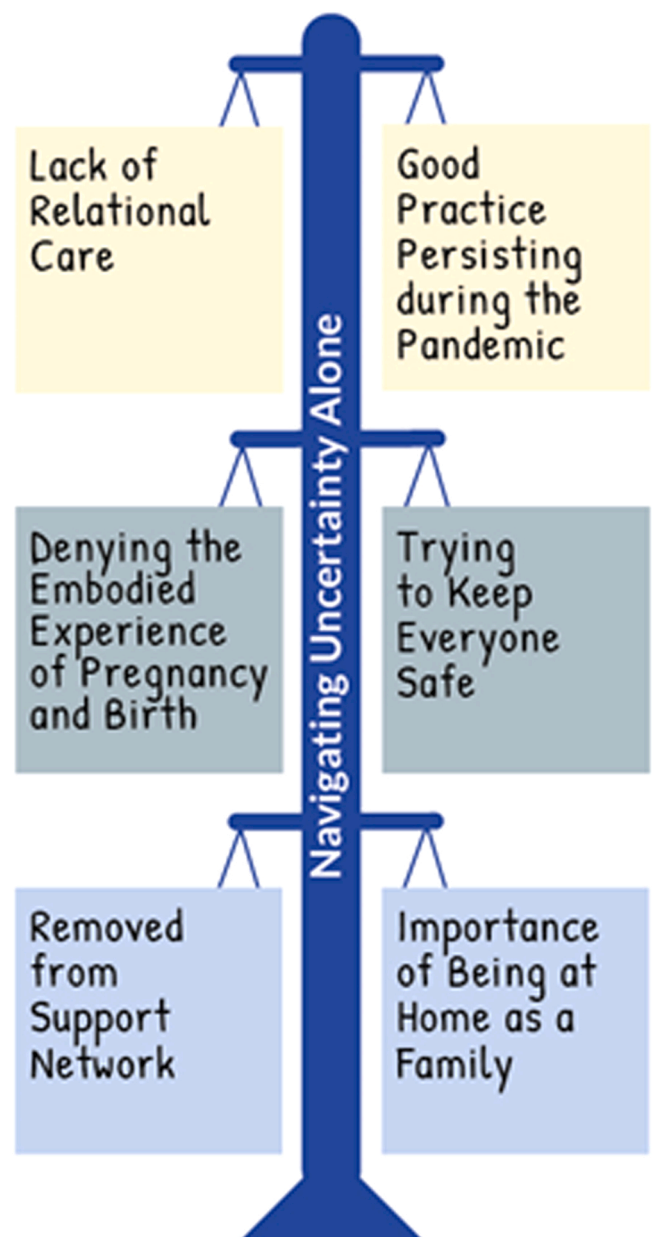 Lack of
Relational
Care
Good
Practice
Persisting
during the
Pandemic
Navigating Uncertainty Alone
Denying the
Embodied
Experience
of Pregnancy
and Birth
Trying
to Keep
Everyone
Safe
Removed
from
Support
Network
Importance
of Being at
Home as a
Family